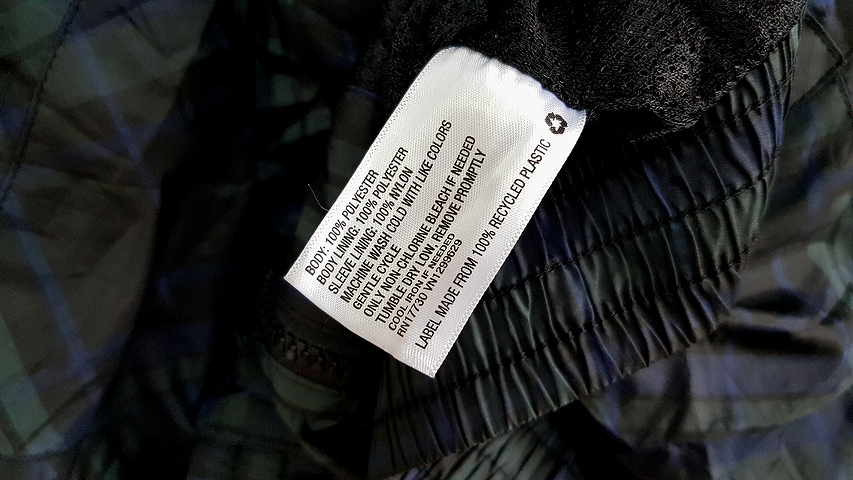 BODY: 100% POLYESTER
BODY LINING: 100% POLYESTER
SLEEVE LINING: 100% NYLON
MACHINE WASH COLD WITH LIKE COLORS
GENTLE CYCLE
ONLY NON-CHLORINE BLEACH IF NEEDED
TUMBLE DRY LOW, REMOVE PROMPTLY
COOL IRON IF NEEDED
RN17730 VN1299629
LABEL MADE FROM 100% RECYCLED PLASTIC